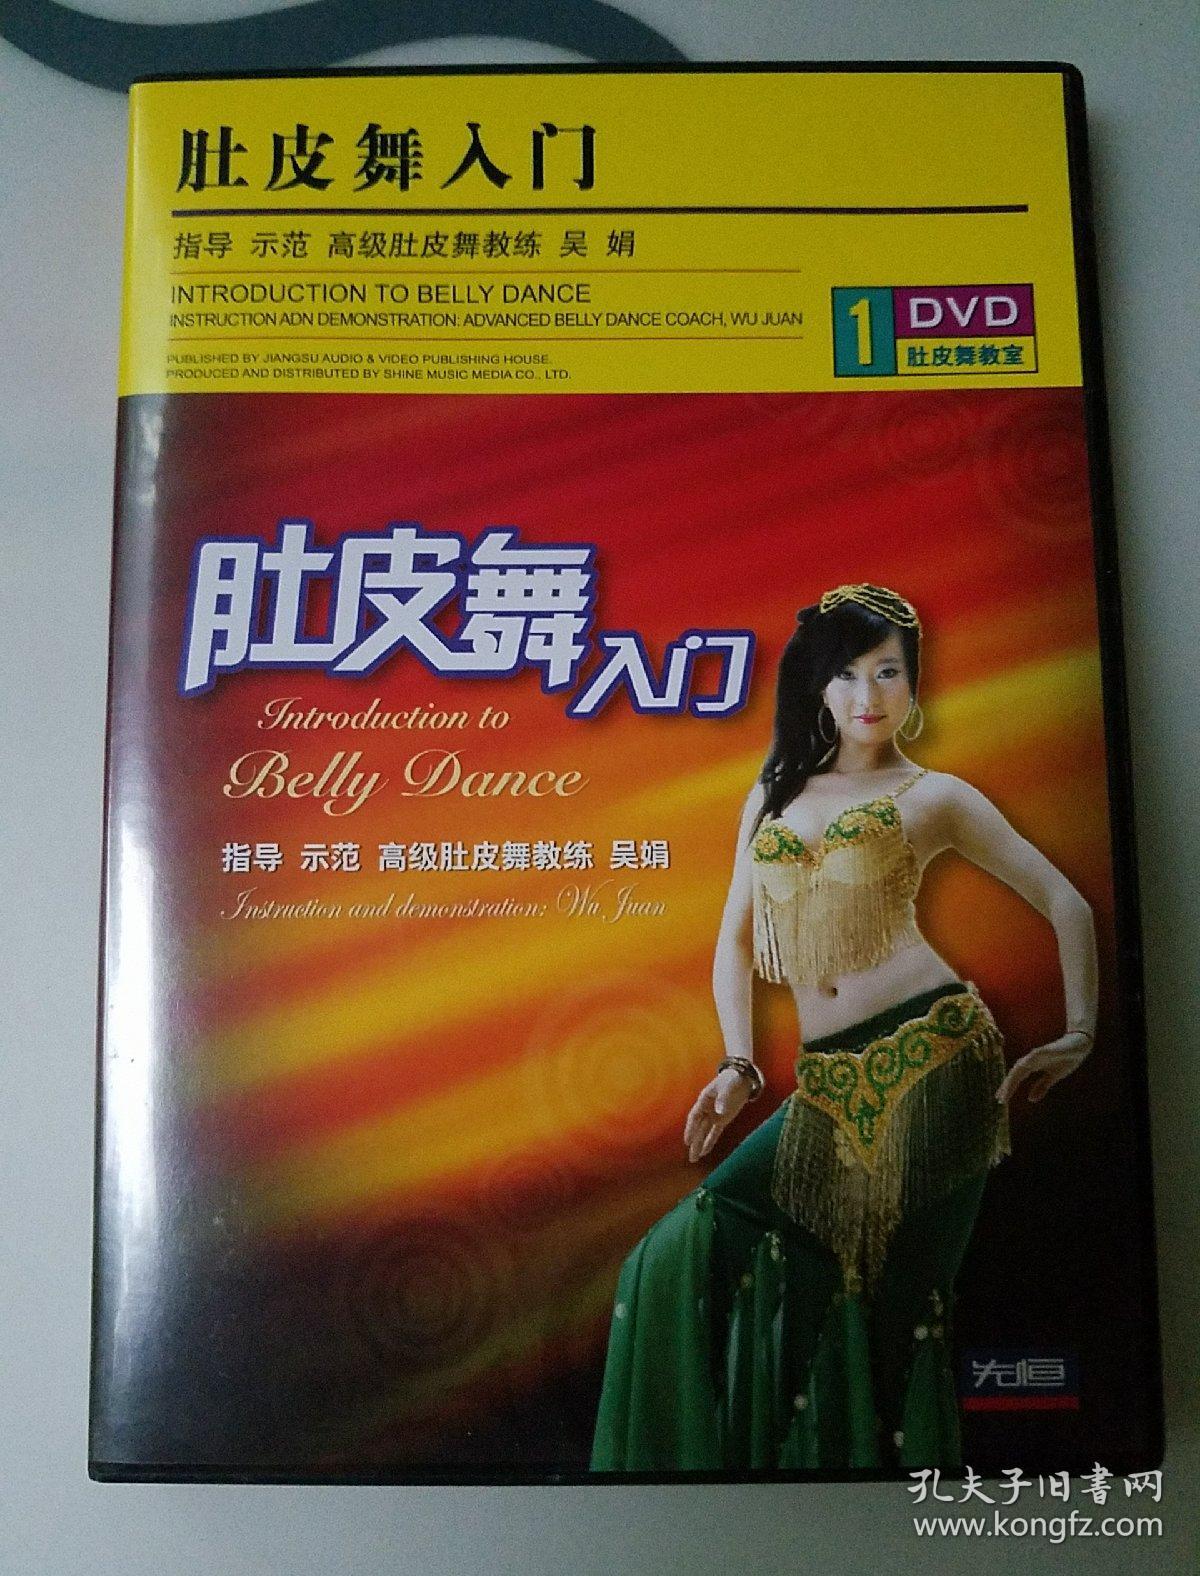 肚皮舞入门
指导 示范 高级肚皮舞教练 吴 娟
INTRODUCTION TO BELLY DANCE
INSTRUCTION ADN DEMONSTRATION: ADVANCED BELLY DANCE COACH, WU JUAN
PUBLISHED BY JIANGSU AUDIO & VIDEO PUBLISHING HOUSE.
PRODUCED AND DISTRIBUTED BY SHINE MUSIC MEDIA CO., LTD.
1 DVD
肚皮舞教室
肚皮舞入门
Introduction to
Belly Dance
指导 示范 高级肚皮舞教练 吴娟
Instruction and demonstration: Wu Juan
先恒
孔夫子旧書网
www.kongfz.com